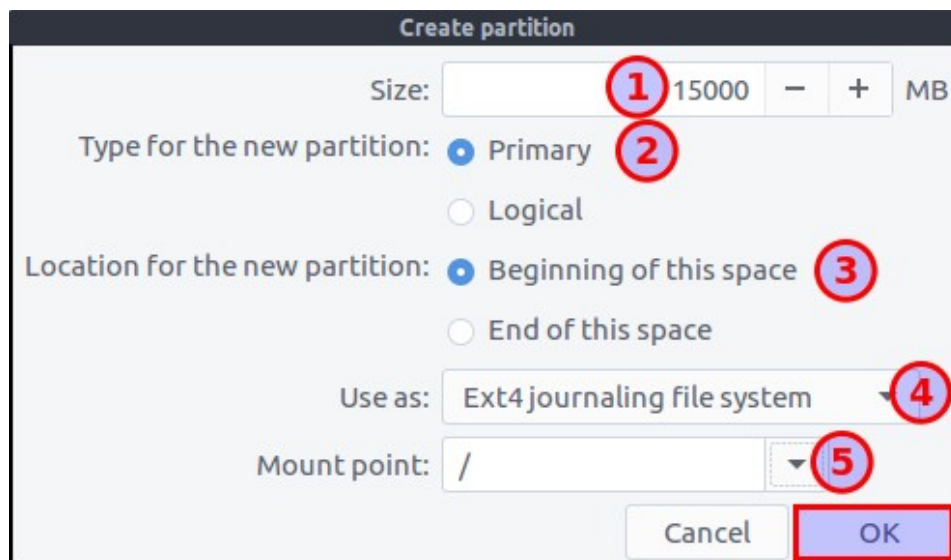 Create partition
Size: 1 15000 − + MB
Type for the new partition: Primary 2
Logical
Location for the new partition: Beginning of this space 3
End of this space
Use as: Ext4 journaling file system 4
Mount point: / 5
Cancel OK